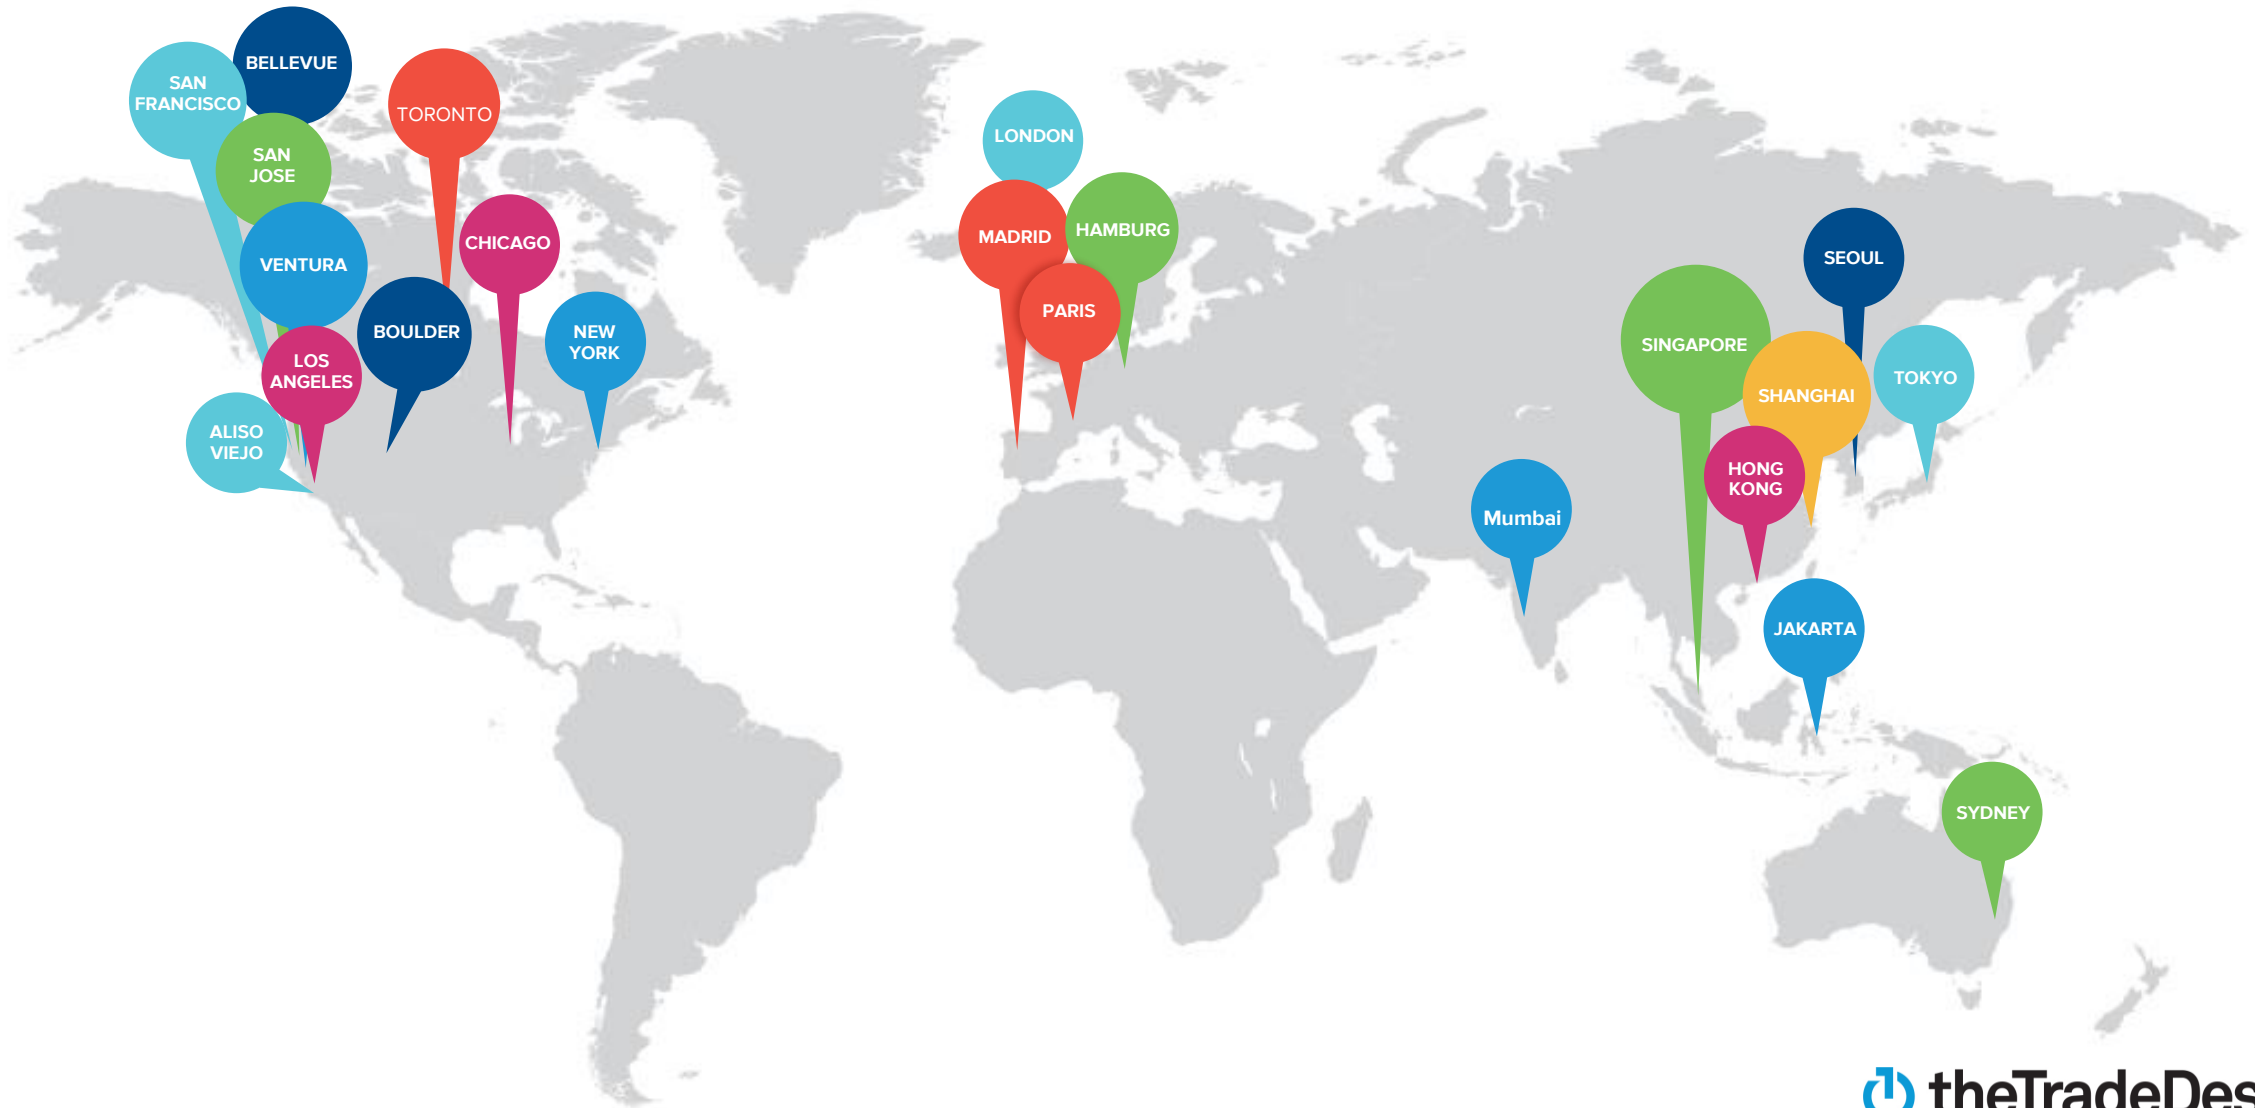 BELLEVUE
SAN
FRANCISCO
TORONTO
SAN
JOSE
VENTURA
CHICAGO
BOULDER
NEW
YORK
LOS
ANGELES
ALISO
VIEJO
LONDON
MADRID
HAMBURG
PARIS
SEOUL
SINGAPORE
TOKYO
SHANGHAI
HONG
KONG
Mumbai
JAKARTA
SYDNEY
theTradeDes